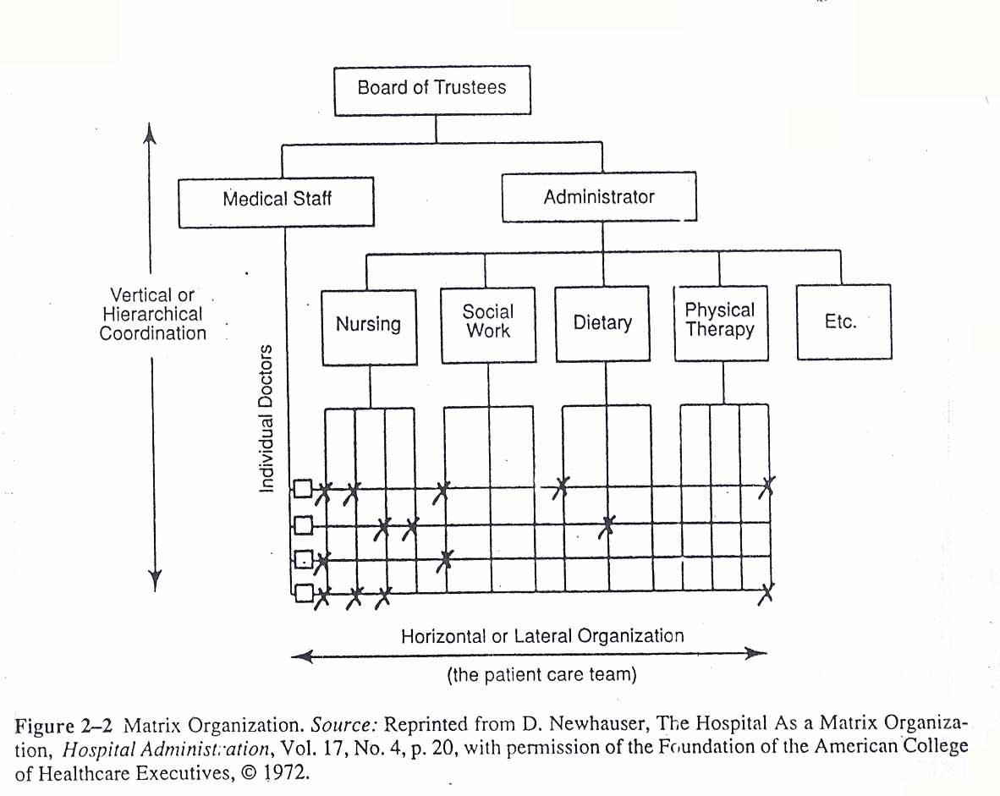 Board of Trustees
Medical Staff
Administrator
Vertical or
Hierarchical
Coordination
Nursing
Social
Work
Dietary
Physical
Therapy
Etc.
Individual Doctors
Horizontal or Lateral Organization
(the patient care team)
Figure 2–2 Matrix Organization. Source: Reprinted from D. Newhauser, The Hospital As a Matrix Organiza-
tion, Hospital Administration, Vol. 17, No. 4, p. 20, with permission of the Foundation of the American College
of Healthcare Executives, © 1972.